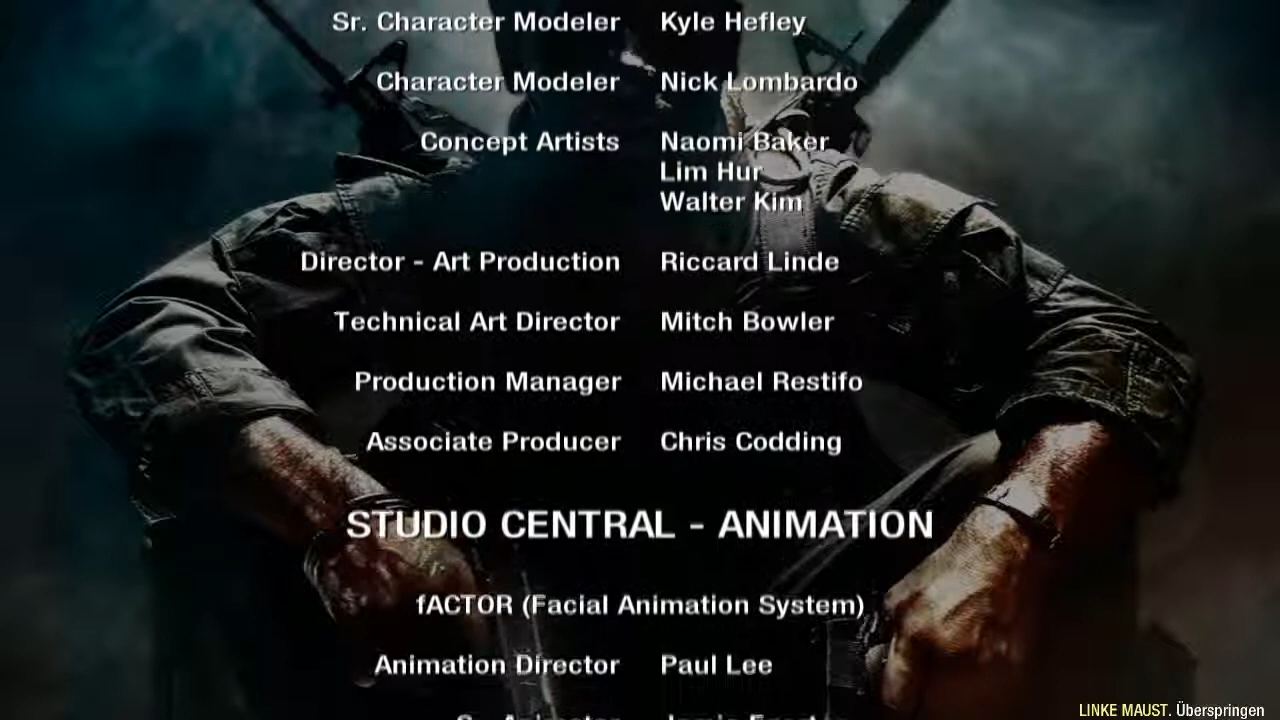 Sr. Character Modeler Kyle Hefley
Character Modeler Nick Lombardo
Concept Artists Naomi Baker
Lim Hur
Walter Kim
Director - Art Production Riccard Linde
Technical Art Director Mitch Bowler
Production Manager Michael Restifo
Associate Producer Chris Codding
STUDIO CENTRAL - ANIMATION
fACTOR (Facial Animation System)
Animation Director Paul Lee
LINKE MAUST. Überspringen